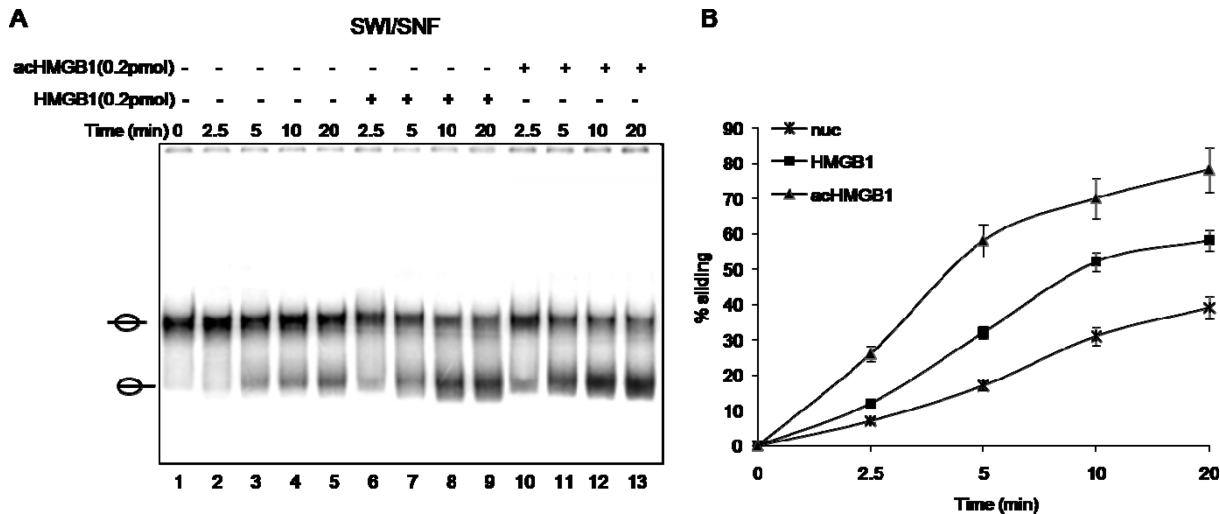 A
SWI/SNF
acHMGB1(0.2pmol) - - - - - - - - - + + + +
HMGB1(0.2pmol) - - - - - + + + + - - - -
Time (min) 0 2.5 5 10 20 2.5 5 10 20 2.5 5 10 20
1 2 3 4 5 6 7 8 9 10 11 12 13
B
90
80
70
60
50
40
30
20
10
0
% sliding
nuc
HMGB1
acHMGB1
0 2.5 5 10 20
Time (min)